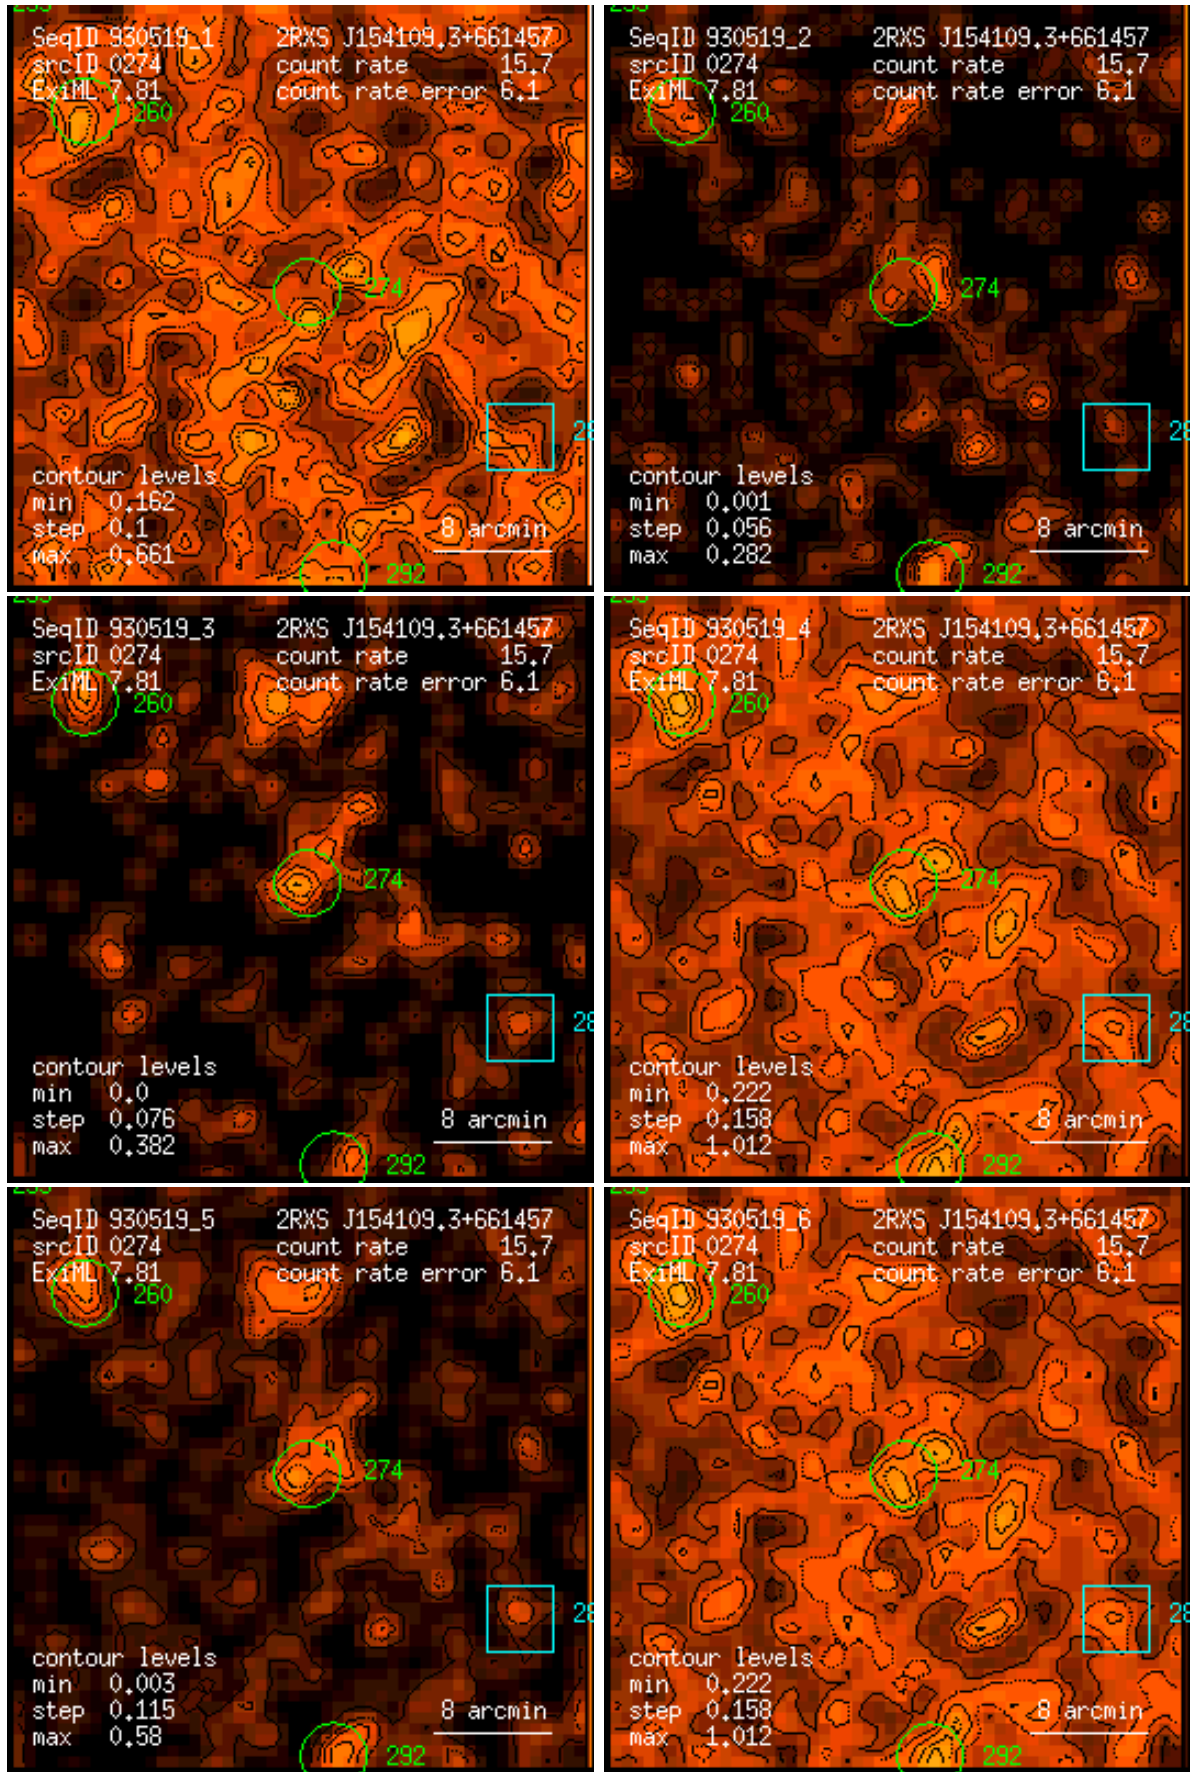 SeqID 930519_1 2RXS J154109.3+661457
srcID 0274 count rate 15.7
ExiML 7.81 count rate error 6.1
260
274
28
contour levels
min 0.162
step 0.1 8 arcmin
max 0.661
292
SeqID 930519_2 2RXS J154109.3+661457
srcID 0274 count rate 15.7
ExiML 7.81 count rate error 6.1
260
274
28
contour levels
min 0.001
step 0.056 8 arcmin
max 0.282
292
SeqID 930519_3 2RXS J154109.3+661457
srcID 0274 count rate 15.7
ExiML 7.81 count rate error 6.1
260
274
28
contour levels
min 0.0
step 0.076 8 arcmin
max 0.382
292
SeqID 930519_4 2RXS J154109.3+661457
srcID 0274 count rate 15.7
ExiML 7.81 count rate error 6.1
260
274
28
contour levels
min 0.222
step 0.158 8 arcmin
max 1.012
292
SeqID 930519_5 2RXS J154109.3+661457
srcID 0274 count rate 15.7
ExiML 7.81 count rate error 6.1
260
274
28
contour levels
min 0.003
step 0.115 8 arcmin
max 0.58
292
SeqID 930519_6 2RXS J154109.3+661457
srcID 0274 count rate 15.7
ExiML 7.81 count rate error 6.1
260
274
28
contour levels
min 0.222
step 0.158 8 arcmin
max 1.012
292